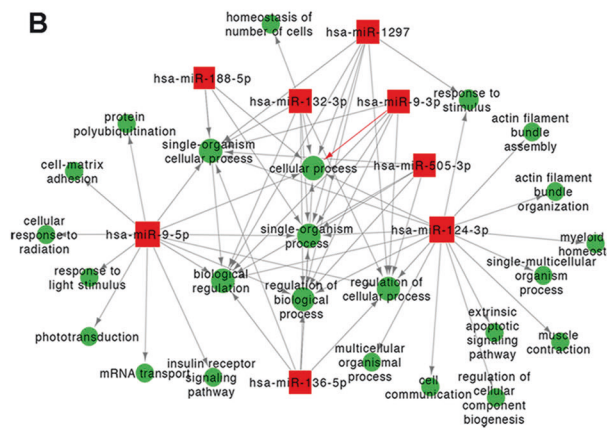 B
homeostasis of
number of cells
hsa-miR-1297
hsa-miR-188-5p
hsa-miR-132-3p
hsa-miR-9-3p
response to
stimulus
protein
polyubiquitination
actin filament
bundle
assembly
single-organism
cellular process
cellular process
hsa-miR-505-3p
cell-matrix
adhesion
actin filament
bundle
organization
cellular
response to
radiation
hsa-miR-9-5p
single-organism
process
hsa-miR-124-3p
myeloid
homeost
single-multicellular
organism
process
response to
light stimulus
biological
regulation
regulation of
biological
process
regulation of
cellular process
phototransduction
extrinsic
apoptotic
signaling
pathway
muscle
contraction
mRNA transport
insulin receptor
signaling
pathway
hsa-miR-136-5p
multicellular
organismal
process
cell
communication
regulation of
cellular
component
biogenesis